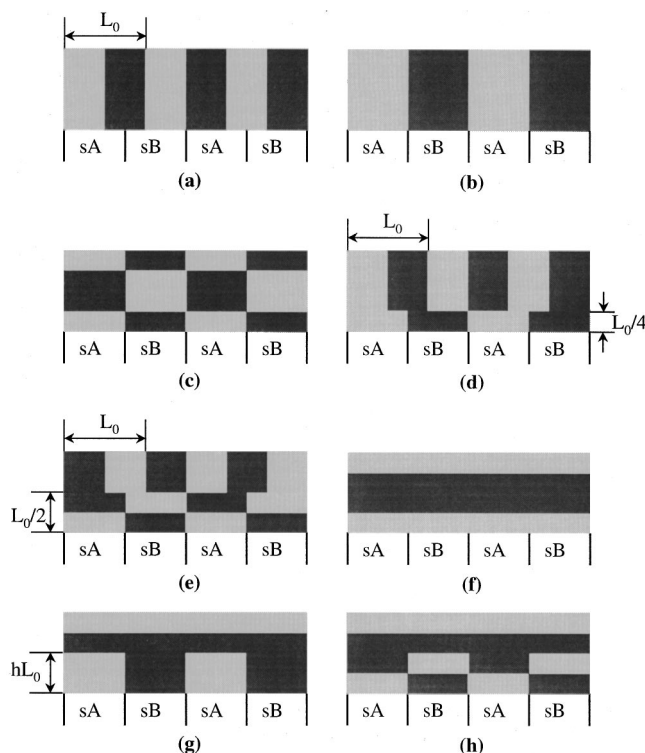 L0
sA sB sA sB
sA sB sA sB
(a)
(b)
L0
sA sB sA sB
sA sB sA sB
L0/4
(c)
(d)
L0
L0/2
sA sB sA sB
sA sB sA sB
(e)
(f)
hL0
sA sB sA sB
sA sB sA sB
(g)
(h)